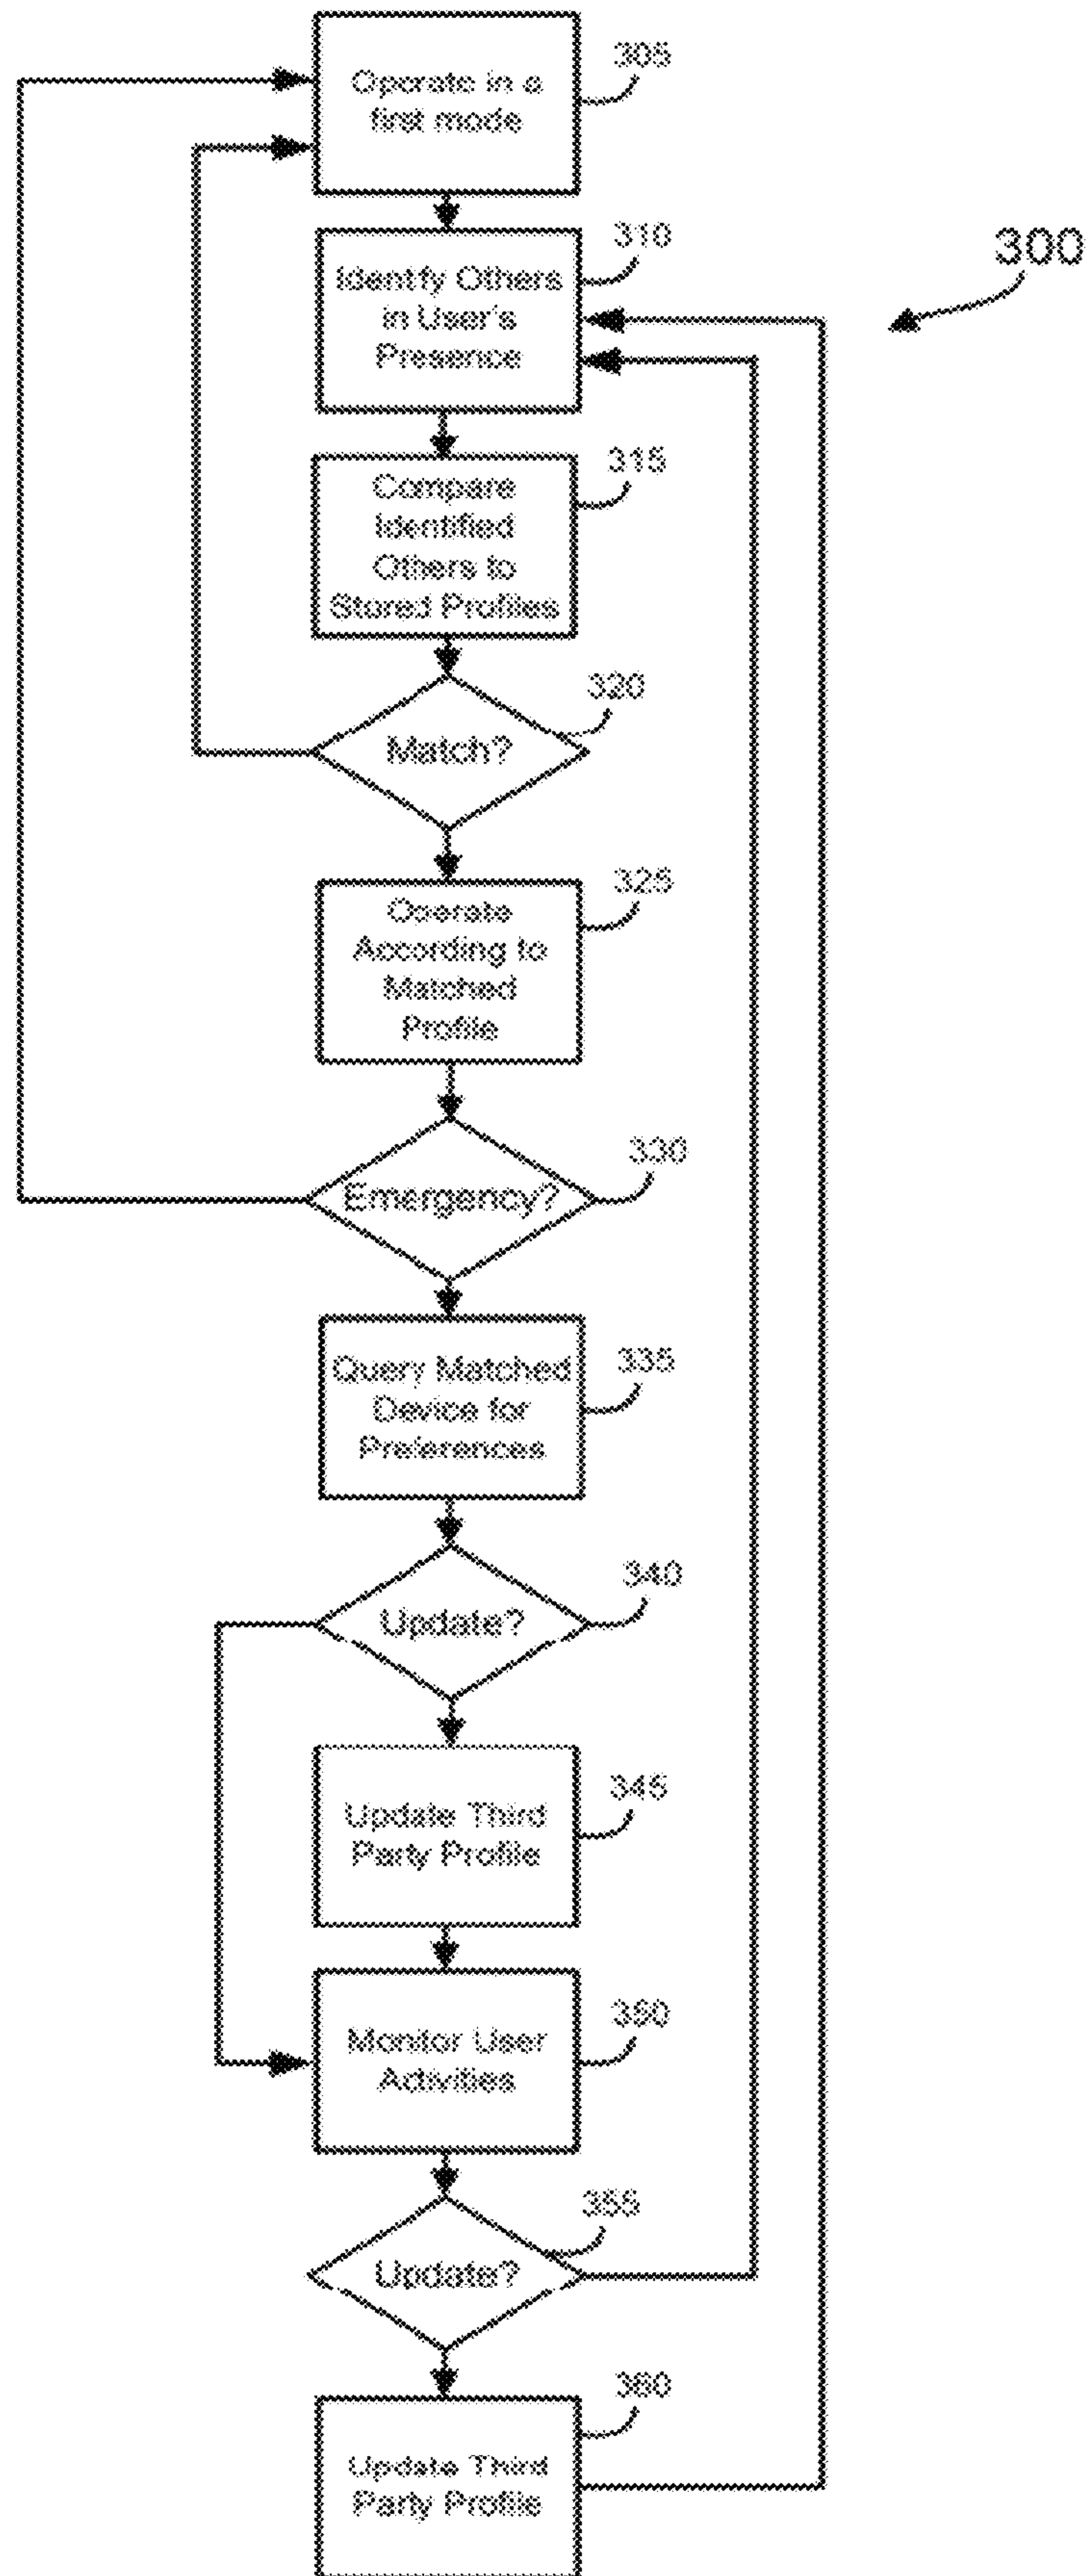 Operate in a
first mode
305
Identify Others
in User's
Presence
310
300
Compare
Identified
Others to
Stored Profiles
315
Match?
320
Operate
According to
Matched
Profile
325
Emergency?
330
Query Matched
Device for
Preferences
335
Update?
340
Update Third
Party Profile
345
Monitor User
Activities
350
Update?
355
Update Third
Party Profile
360